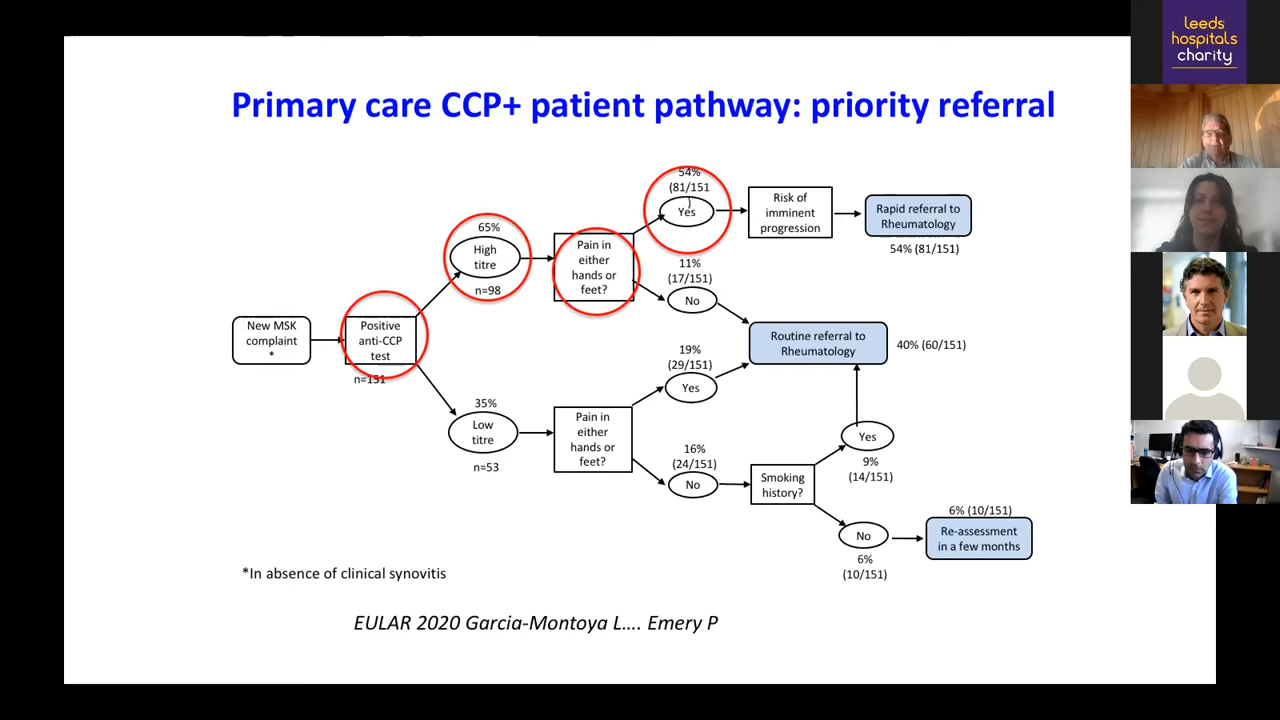 leeds
hospitals
charity
Primary care CCP+ patient pathway: priority referral
New MSK
complaint
*
Positive
anti-CCP
test
n=151
65%
High
titre
n=98
Pain in
either
hands or
feet?
54%
(81/151
)
Yes
Risk of
imminent
progression
Rapid referral to
Rheumatology
54% (81/151)
11%
(17/151)
No
Routine referral to
Rheumatology
40% (60/151)
35%
Low
titre
n=53
Pain in
either
hands or
feet?
19%
(29/151)
Yes
16%
(24/151)
No
Smoking
history?
Yes
9%
(14/151)
No
6%
(10/151)
6% (10/151)
Re-assessment
in a few months
*In absence of clinical synovitis
EULAR 2020 Garcia-Montoya L.... Emery P